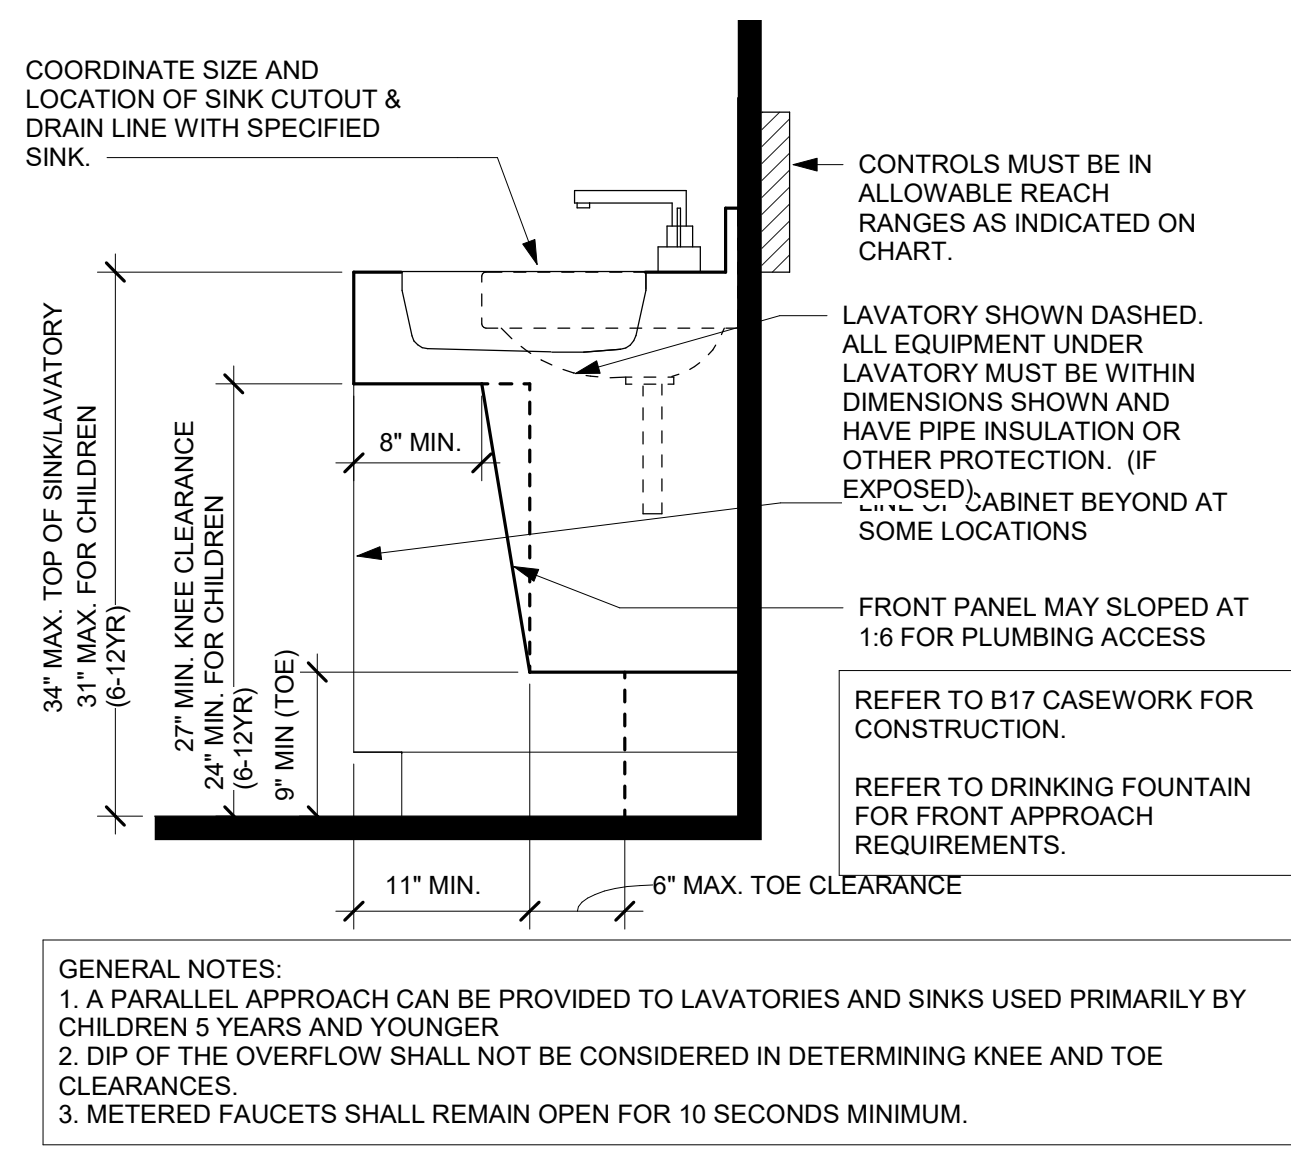 COORDINATE SIZE AND
LOCATION OF SINK CUTOUT &
DRAIN LINE WITH SPECIFIED
SINK.
CONTROLS MUST BE IN
ALLOWABLE REACH
RANGES AS INDICATED ON
CHART.
LAVATORY SHOWN DASHED.
ALL EQUIPMENT UNDER
LAVATORY MUST BE WITHIN
DIMENSIONS SHOWN AND
HAVE PIPE INSULATION OR
OTHER PROTECTION. (IF
EXPOSED)
LINE OF CABINET BEYOND AT
SOME LOCATIONS
FRONT PANEL MAY SLOPED AT
1:6 FOR PLUMBING ACCESS
34" MAX. TOP OF SINK/LAVATORY
31" MAX. FOR CHILDREN
(6-12YR)
27" MIN. KNEE CLEARANCE
24" MIN. FOR CHILDREN
(6-12YR)
9" MIN (TOE)
8" MIN.
11" MIN.
6" MAX. TOE CLEARANCE
REFER TO B17 CASEWORK FOR
CONSTRUCTION.
REFER TO DRINKING FOUNTAIN
FOR FRONT APPROACH
REQUIREMENTS.
GENERAL NOTES:
1. A PARALLEL APPROACH CAN BE PROVIDED TO LAVATORIES AND SINKS USED PRIMARILY BY
CHILDREN 5 YEARS AND YOUNGER
2. DIP OF THE OVERFLOW SHALL NOT BE CONSIDERED IN DETERMINING KNEE AND TOE
CLEARANCES.
3. METERED FAUCETS SHALL REMAIN OPEN FOR 10 SECONDS MINIMUM.